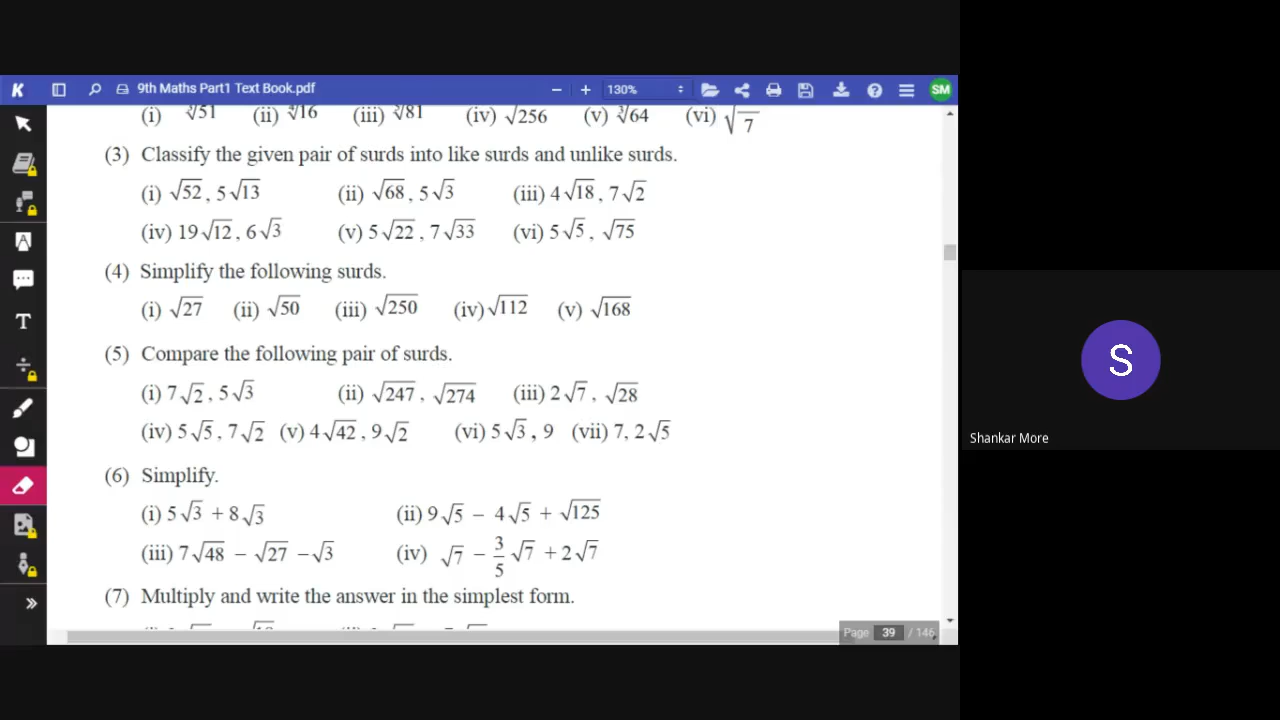 K 9th Maths Part1 Text Book.pdf − + 130% SM
(i) ∛51 (ii) ∜16 (iii) (iv) √256 (v) ∛64 (vi)
(3) Classify the given pair of surds into like surds and unlike surds.
(i) √52 , 5√13 (ii) √68 , 5√3 (iii) 4√18 , 7√2
(iv) 19√12 , 6√3 (v) 5√22 , 7√33 (vi) 5√5 , √75
(4) Simplify the following surds.
(i) √27 (ii) √50 (iii) √250 (iv) √112 (v) √168
(5) Compare the following pair of surds.
(i) 7√2 , 5√3 (ii) √247 , √274 (iii) 2√7 , √28
(iv) 5√5 , 7√2 (v) 4√42 , 9√2 (vi) 5√3 , 9 (vii) 7, 2√5
(6) Simplify.
(i) 5√3 + 8√3 (ii) 9√5 − 4√5 + √125
(iii) 7√48 − √27 − √3 (iv) √7 − 3/5 √7 + 2√7
(7) Multiply and write the answer in the simplest form.
Page 39 / 146
S
Shankar More